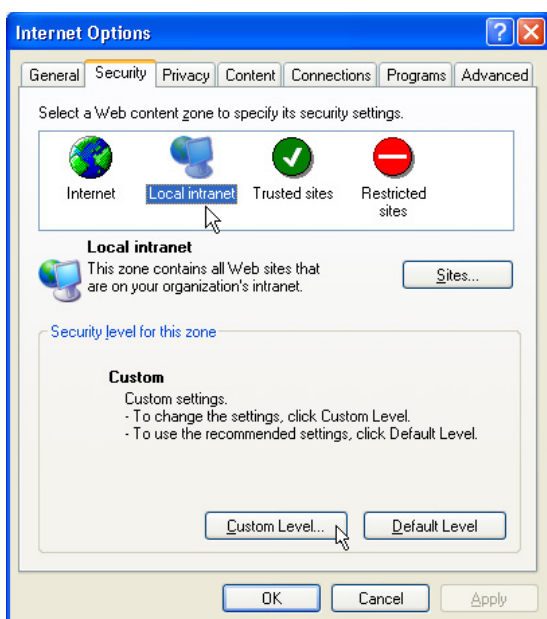 Internet Options
General Security Privacy Content Connections Programs Advanced
Select a Web content zone to specify its security settings.
Internet Local intranet Trusted sites Restricted
sites
Local intranet
This zone contains all Web sites that
are on your organization's intranet.
Sites...
Security level for this zone
Custom
Custom settings.
- To change the settings, click Custom Level.
- To use the recommended settings, click Default Level.
Custom Level... Default Level
OK Cancel Apply